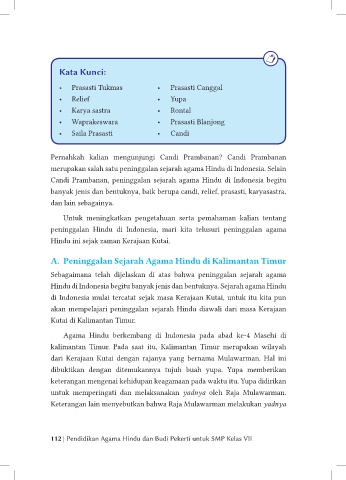 Kata Kunci:
• Prasasti Tukmas
• Relief
• Karya sastra
• Waprakeswara
• Saila Prasasti
• Prasasti Canggal
• Yupa
• Rontal
• Prasasti Blanjong
• Candi
Pernahkah kalian mengunjungi Candi Prambanan? Candi Prambanan
merupakan salah satu peninggalan sejarah agama Hindu di Indonesia. Selain
Candi Prambanan, peninggalan sejarah agama Hindu di Indonesia begitu
banyak jenis dan bentuknya, baik berupa candi, relief, prasasti, karyasastra,
dan lain sebagainya.
Untuk meningkatkan pengetahuan serta pemahaman kalian tentang
peninggalan Hindu di Indonesia, mari kita telusuri peninggalan agama
Hindu ini sejak zaman Kerajaan Kutai.
A. Peninggalan Sejarah Agama Hindu di Kalimantan Timur
Sebagaimana telah dijelaskan di atas bahwa peninggalan sejarah agama
Hindu di Indonesia begitu banyak jenis dan bentuknya. Sejarah agama Hindu
di Indonesia mulai tercatat sejak masa Kerajaan Kutai, untuk itu kita pun
akan mempelajari peninggalan sejarah Hindu diawali dari masa Kerajaan
Kutai di Kalimantan Timur.
Agama Hindu berkembang di Indonesia pada abad ke-4 Masehi di
kalimantan Timur. Pada saat itu, Kalimantan Timur merupakan wilayah
dari Kerajaan Kutai dengan rajanya yang bernama Mulawarman. Hal ini
dibuktikan dengan ditemukannya tujuh buah yupa. Yupa memberikan
keterangan mengenai kehidupan keagamaan pada waktu itu. Yupa didirikan
untuk memperingati dan melaksanakan yadnya oleh Raja Mulawarman.
Keterangan lain menyebutkan bahwa Raja Mulawarman melakukan yadnya
112 | Pendidikan Agama Hindu dan Budi Pekerti untuk SMP Kelas VII